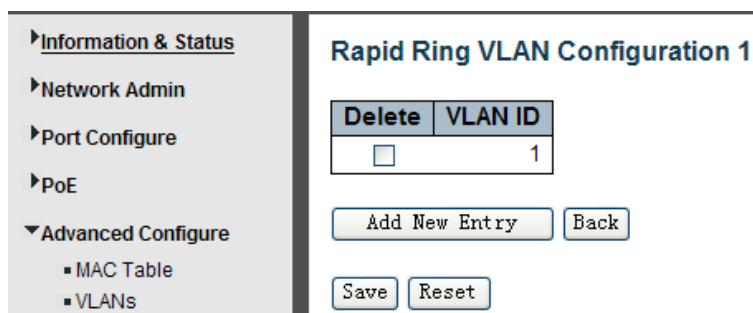 Information & Status
Network Admin
Port Configure
PoE
Advanced Configure
MAC Table
VLANs
Rapid Ring VLAN Configuration 1
Delete VLAN ID
1
Add New Entry Back
Save Reset